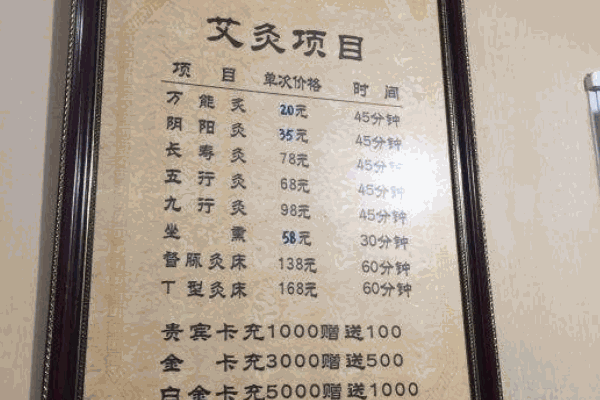 艾灸项目
项 目 单次价格 时 间
万能灸 20元 45分钟
阴阳灸 35元 45分钟
长寿灸 78元 45分钟
五行灸 68元 45分钟
九行灸 98元 45分钟
坐熏 58元 30分钟
督脉灸床 138元 60分钟
丁型灸床 168元 60分钟
贵宾卡充1000赠送100
金卡充3000赠送500
白金卡充5000赠送1000